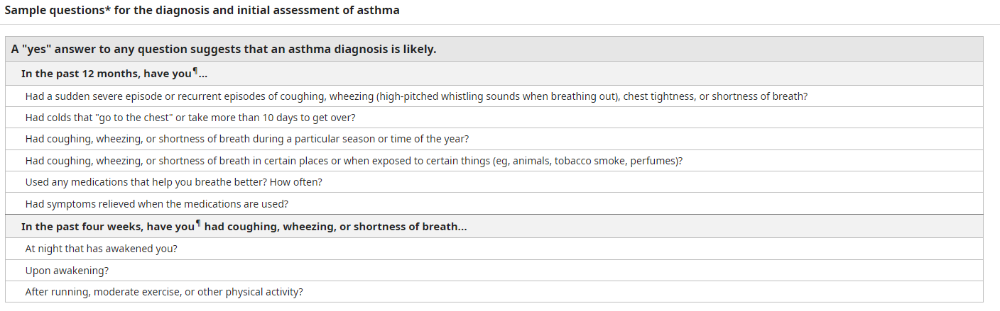 Sample questions* for the diagnosis and initial assessment of asthma
A "yes" answer to any question suggests that an asthma diagnosis is likely.
In the past 12 months, have you¶...
Had a sudden severe episode or recurrent episodes of coughing, wheezing (high-pitched whistling sounds when breathing out), chest tightness, or shortness of breath?
Had colds that "go to the chest" or take more than 10 days to get over?
Had coughing, wheezing, or shortness of breath during a particular season or time of the year?
Had coughing, wheezing, or shortness of breath in certain places or when exposed to certain things (eg, animals, tobacco smoke, perfumes)?
Used any medications that help you breathe better? How often?
Had symptoms relieved when the medications are used?
In the past four weeks, have you¶ had coughing, wheezing, or shortness of breath...
At night that has awakened you?
Upon awakening?
After running, moderate exercise, or other physical activity?